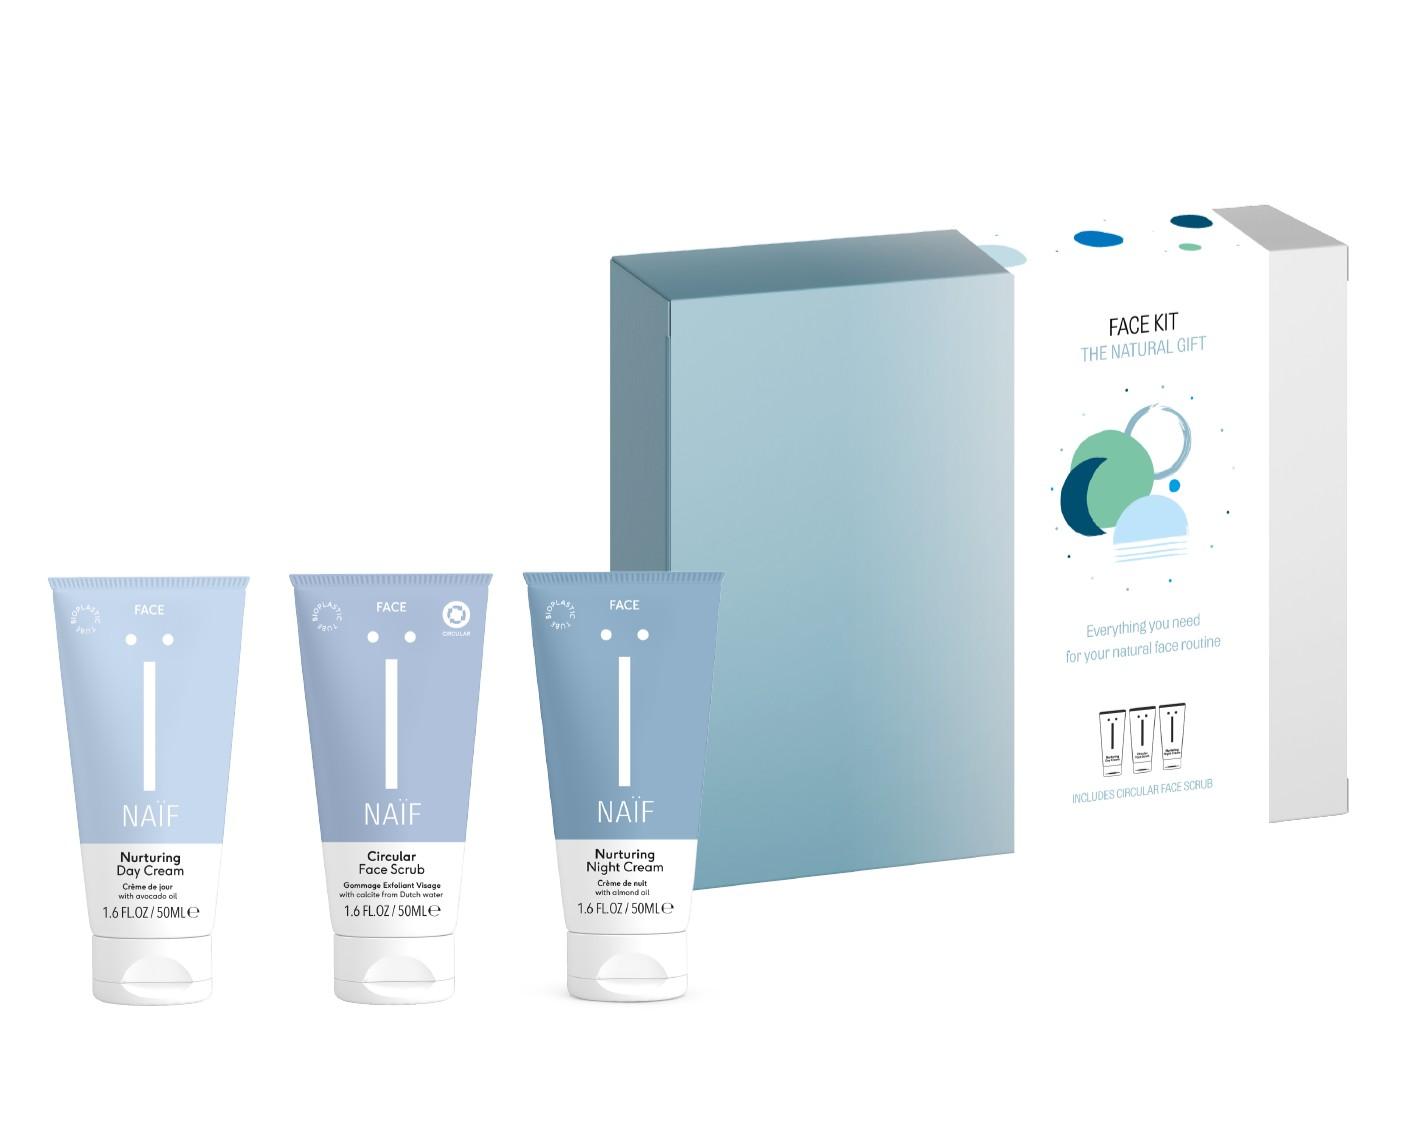 FACE KIT
THE NATURAL GIFT
Everything you need
for your natural face routine
INCLUDES CIRCULAR FACE SCRUB
BIOPLASTIC TUBE
FACE
NAÏF
Nurturing
Day Cream
Crème de jour
with avocado oil
1.6 FL.OZ / 50ML℮
BIOPLASTIC TUBE
FACE
CIRCULAR
NAÏF
Circular
Face Scrub
Gommage Exfoliant Visage
with calcite from Dutch water
1.6 FL.OZ / 50ML℮
BIOPLASTIC TUBE
FACE
NAÏF
Nurturing
Night Cream
Crème de nuit
with almond oil
1.6 FL.OZ / 50ML℮